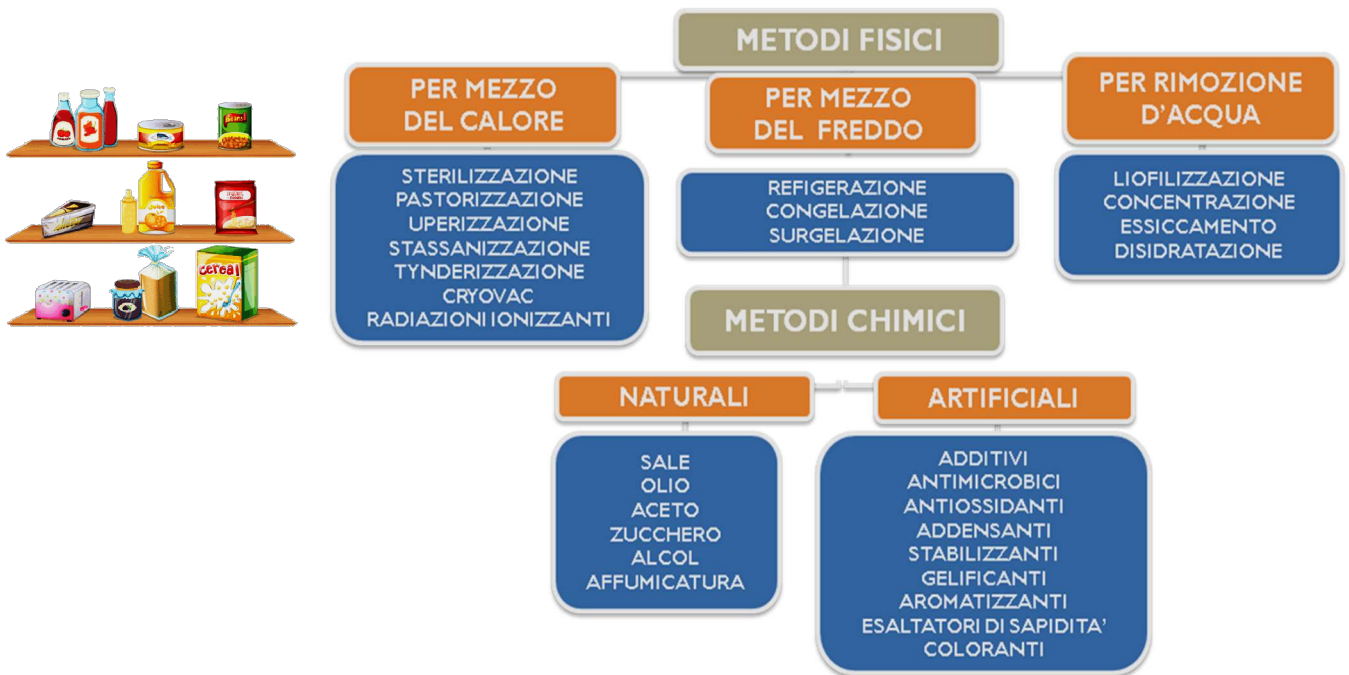 METODI FISICI
PER MEZZO
DEL CALORE
STERILIZZAZIONE
PASTORIZZAZIONE
UPERIZZAZIONE
STASSANIZZAZIONE
TYNDERIZZAZIONE
CRYOVAC
RADIAZIONI IONIZZANTI
PER MEZZO
DEL FREDDO
REFIGERAZIONE
CONGELAZIONE
SURGELAZIONE
PER RIMOZIONE
D'ACQUA
LIOFILIZZAZIONE
CONCENTRAZIONE
ESSICCAMENTO
DISIDRATAZIONE
METODI CHIMICI
NATURALI
SALE
OLIO
ACETO
ZUCCHERO
ALCOL
AFFUMICATURA
ARTIFICIALI
ADDITIVI
ANTIMICROBICI
ANTIOSSIDANTI
ADDENSANTI
STABILIZZANTI
GELIFICANTI
AROMATIZZANTI
ESALTATORI DI SAPIDITA'
COLORANTI
cereal